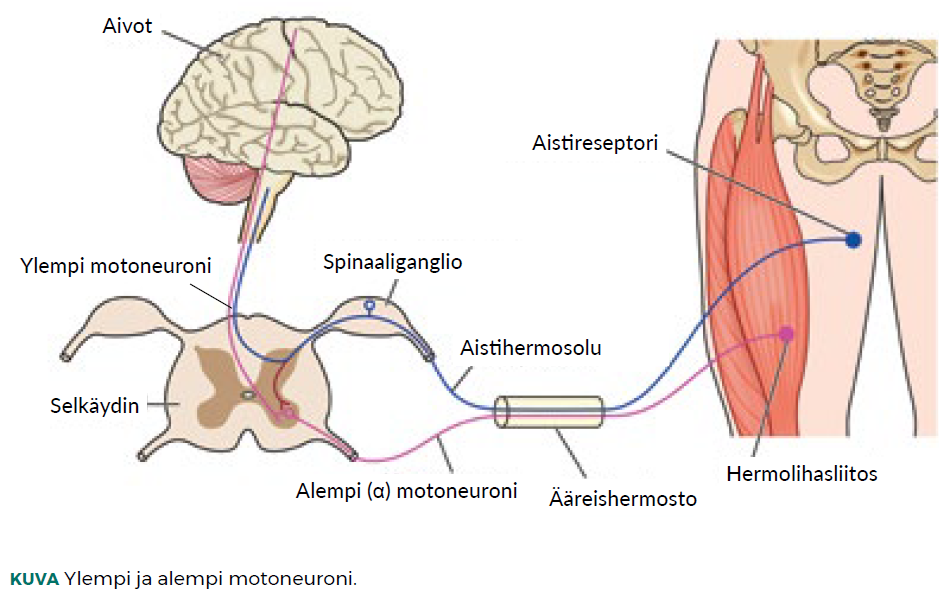 Aivot
Aistireseptori
Ylempi motoneuroni
Spinaaliganglio
Aistihermosolu
Selkäydin
Alempi (α) motoneuroni
Ääreishermosto
Hermolihasliitos
KUVA Ylempi ja alempi motoneuroni.